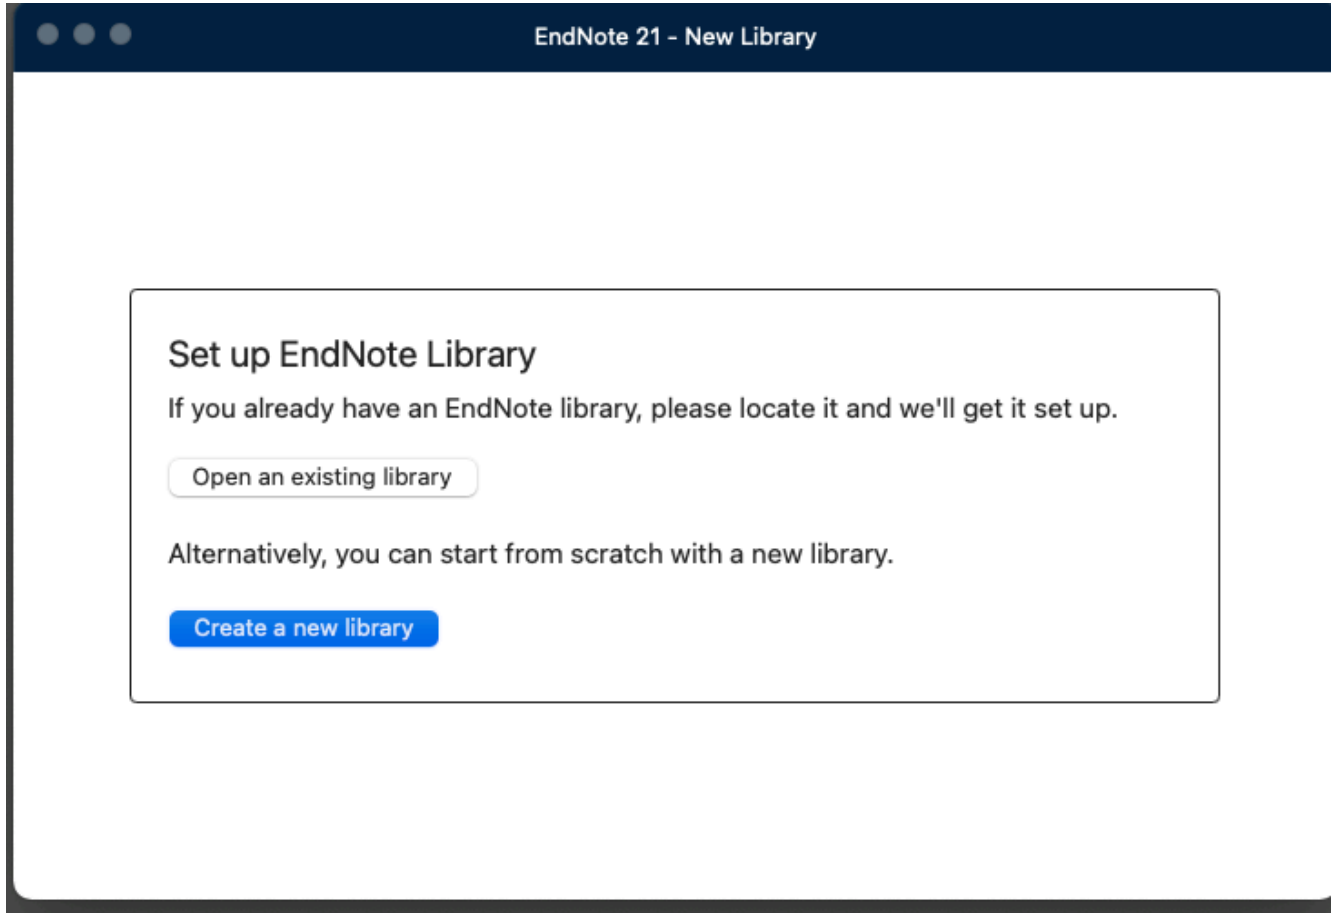 EndNote 21 - New Library
Set up EndNote Library
If you already have an EndNote library, please locate it and we'll get it set up.
Open an existing library
Alternatively, you can start from scratch with a new library.
Create a new library